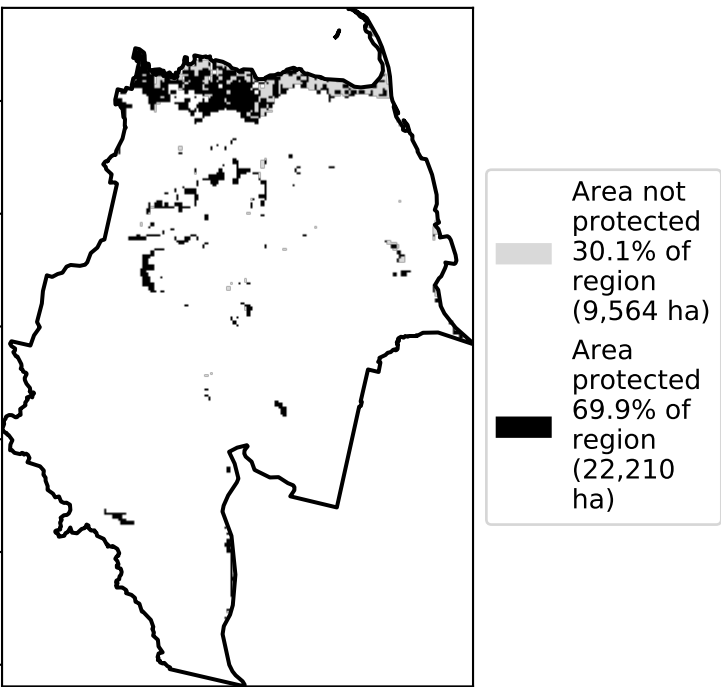 Area not
protected
30.1% of
region
(9,564 ha)
Area
protected
69.9% of
region
(22,210
ha)